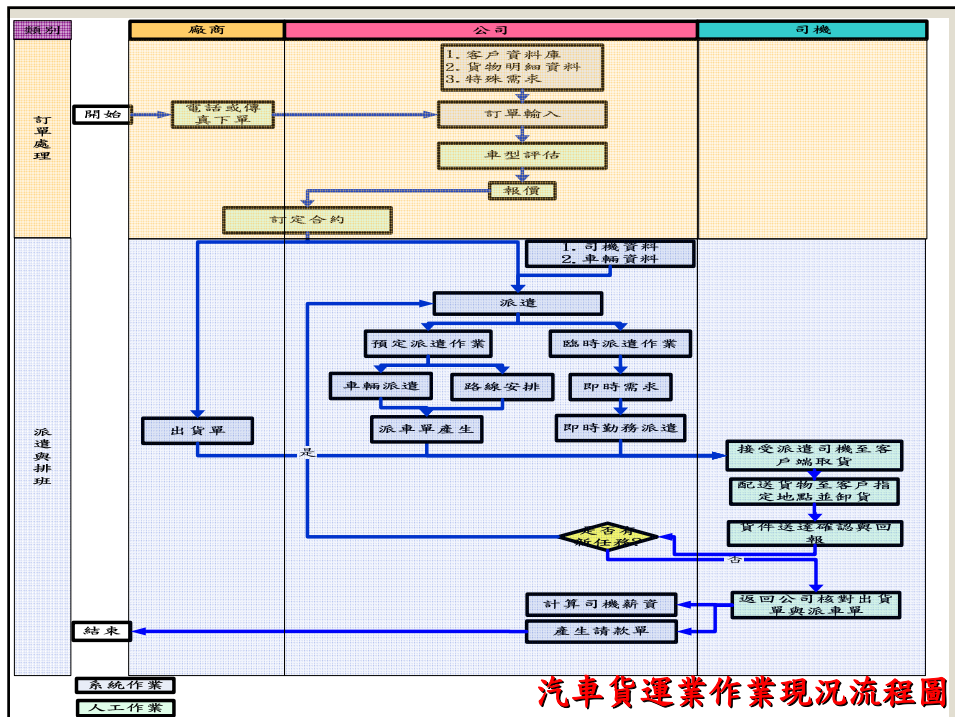 類別
廠商
公司
司機
訂單處理
開始
電話或傳
真下單
1. 客戶資料庫
2. 貨物明細資料
3. 特殊需求
訂單輸入
車型評估
報價
訂定合約
派遣與排班
1. 司機資料
2. 車輛資料
派遣
預定派遣作業
臨時派遣作業
車輛派遣
路線安排
即時需求
出貨單
派車單產生
即時勤務派遣
是
接受派遣司機至客
戶端取貨
配送貨物至客戶指
定地點並卸貨
是否有
新任務?
貨件送達確認與回
報
否
計算司機薪資
返回公司核對出貨
單與派車單
結束
產生請款單
系統作業
人工作業
汽車貨運業作業現況流程圖